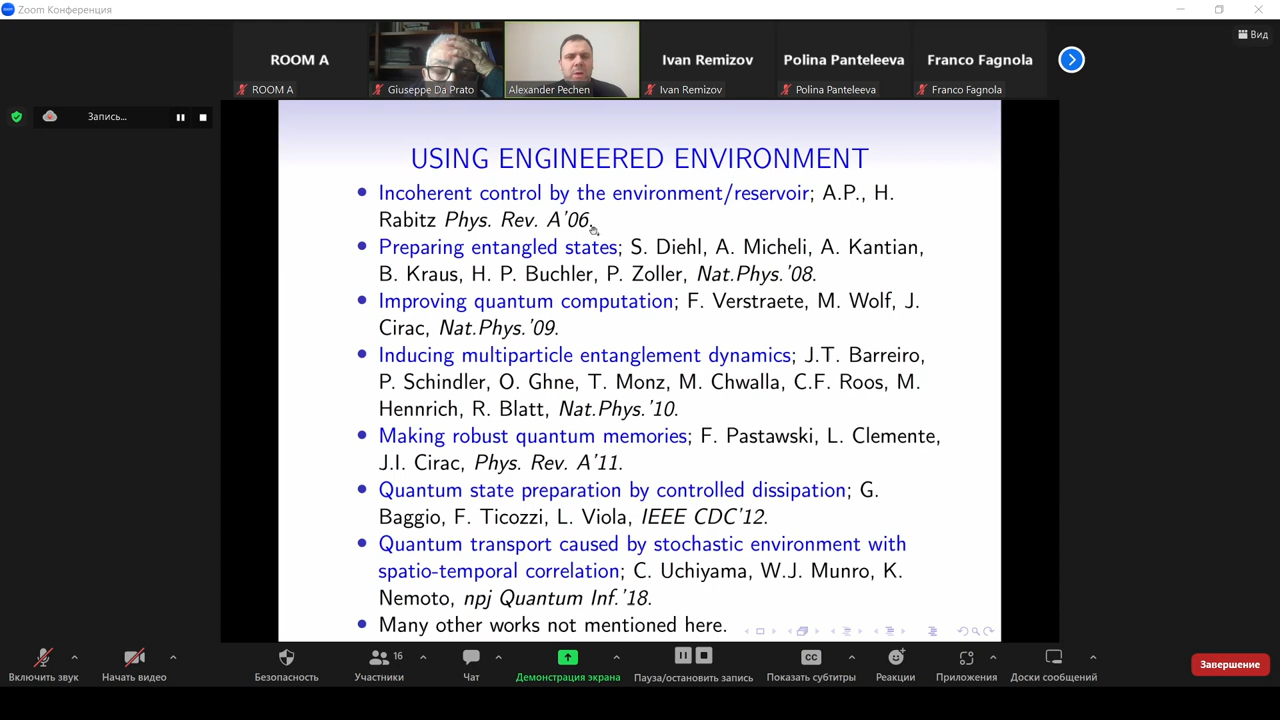 Zoom Конференция
Вид
ROOM A
Ivan Remizov
Polina Panteleeva
Franco Fagnola
ROOM A
Giuseppe Da Prato
Alexander Pechen
Ivan Remizov
Polina Panteleeva
Franco Fagnola
Запись...
USING ENGINEERED ENVIRONMENT
Incoherent control by the environment/reservoir; A.P., H.
Rabitz Phys. Rev. A'06.
Preparing entangled states; S. Diehl, A. Micheli, A. Kantian,
B. Kraus, H. P. Buchler, P. Zoller, Nat.Phys.'08.
Improving quantum computation; F. Verstraete, M. Wolf, J.
Cirac, Nat.Phys.'09.
Inducing multiparticle entanglement dynamics; J.T. Barreiro,
P. Schindler, O. Ghne, T. Monz, M. Chwalla, C.F. Roos, M.
Hennrich, R. Blatt, Nat.Phys.'10.
Making robust quantum memories; F. Pastawski, L. Clemente,
J.I. Cirac, Phys. Rev. A'11.
Quantum state preparation by controlled dissipation; G.
Baggio, F. Ticozzi, L. Viola, IEEE CDC'12.
Quantum transport caused by stochastic environment with
spatio-temporal correlation; C. Uchiyama, W.J. Munro, K.
Nemoto, npj Quantum Inf.'18.
Many other works not mentioned here.
16
CC
Включить звук
Начать видео
Безопасность
Участники
Чат
Демонстрация экрана
Пауза/остановить запись
Показать субтитры
Реакции
Приложения
Доски сообщений
Завершение